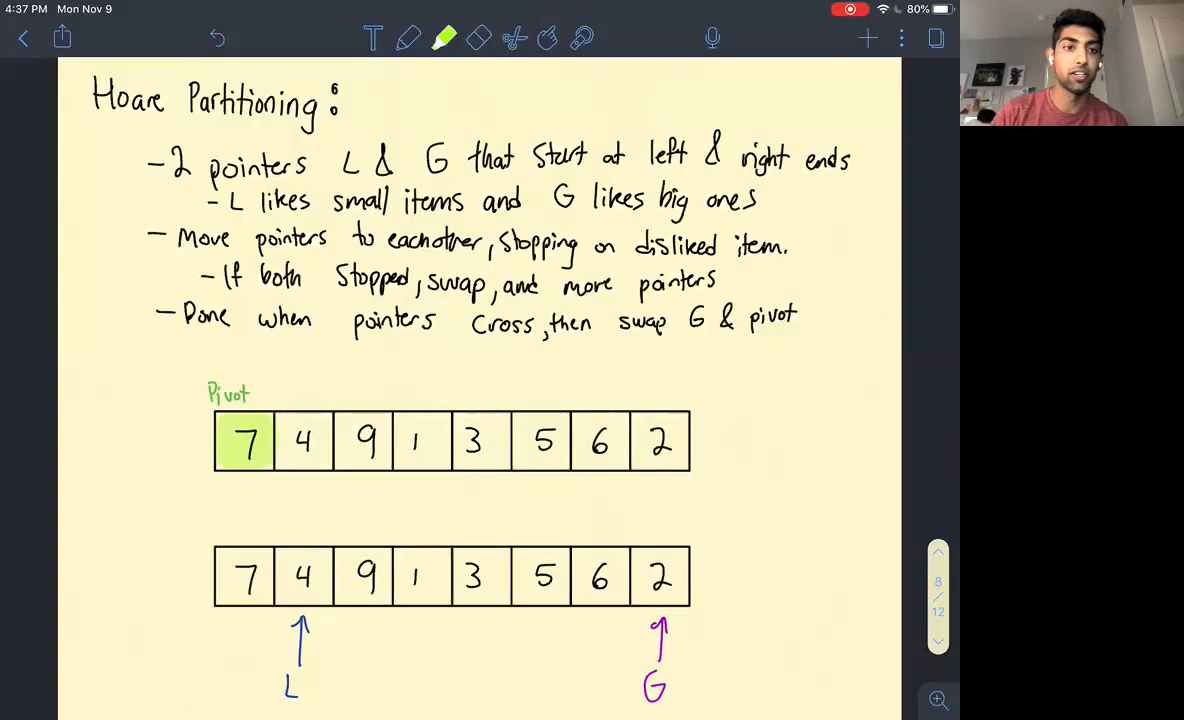 4:37 PM Mon Nov 9
80%
Hoare Partitioning:
- 2 pointers L & G that start at left & right ends
- L likes small items and G likes big ones
- Move pointers to eachother, stopping on disliked item.
- If both stopped, swap, and more pointers
- Done when pointers cross, then swap G & pivot
Pivot
7 4 9 1 3 5 6 2
7 4 9 1 3 5 6 2
L G
8 / 12